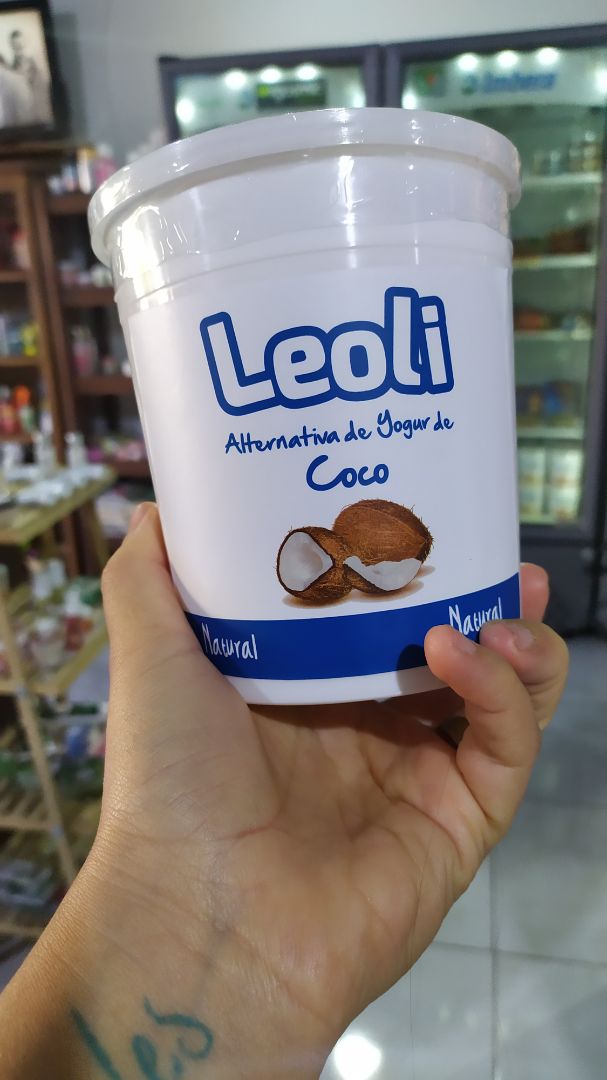 Leoli
Alternativa de Yogur de
Coco
Natural
Natural